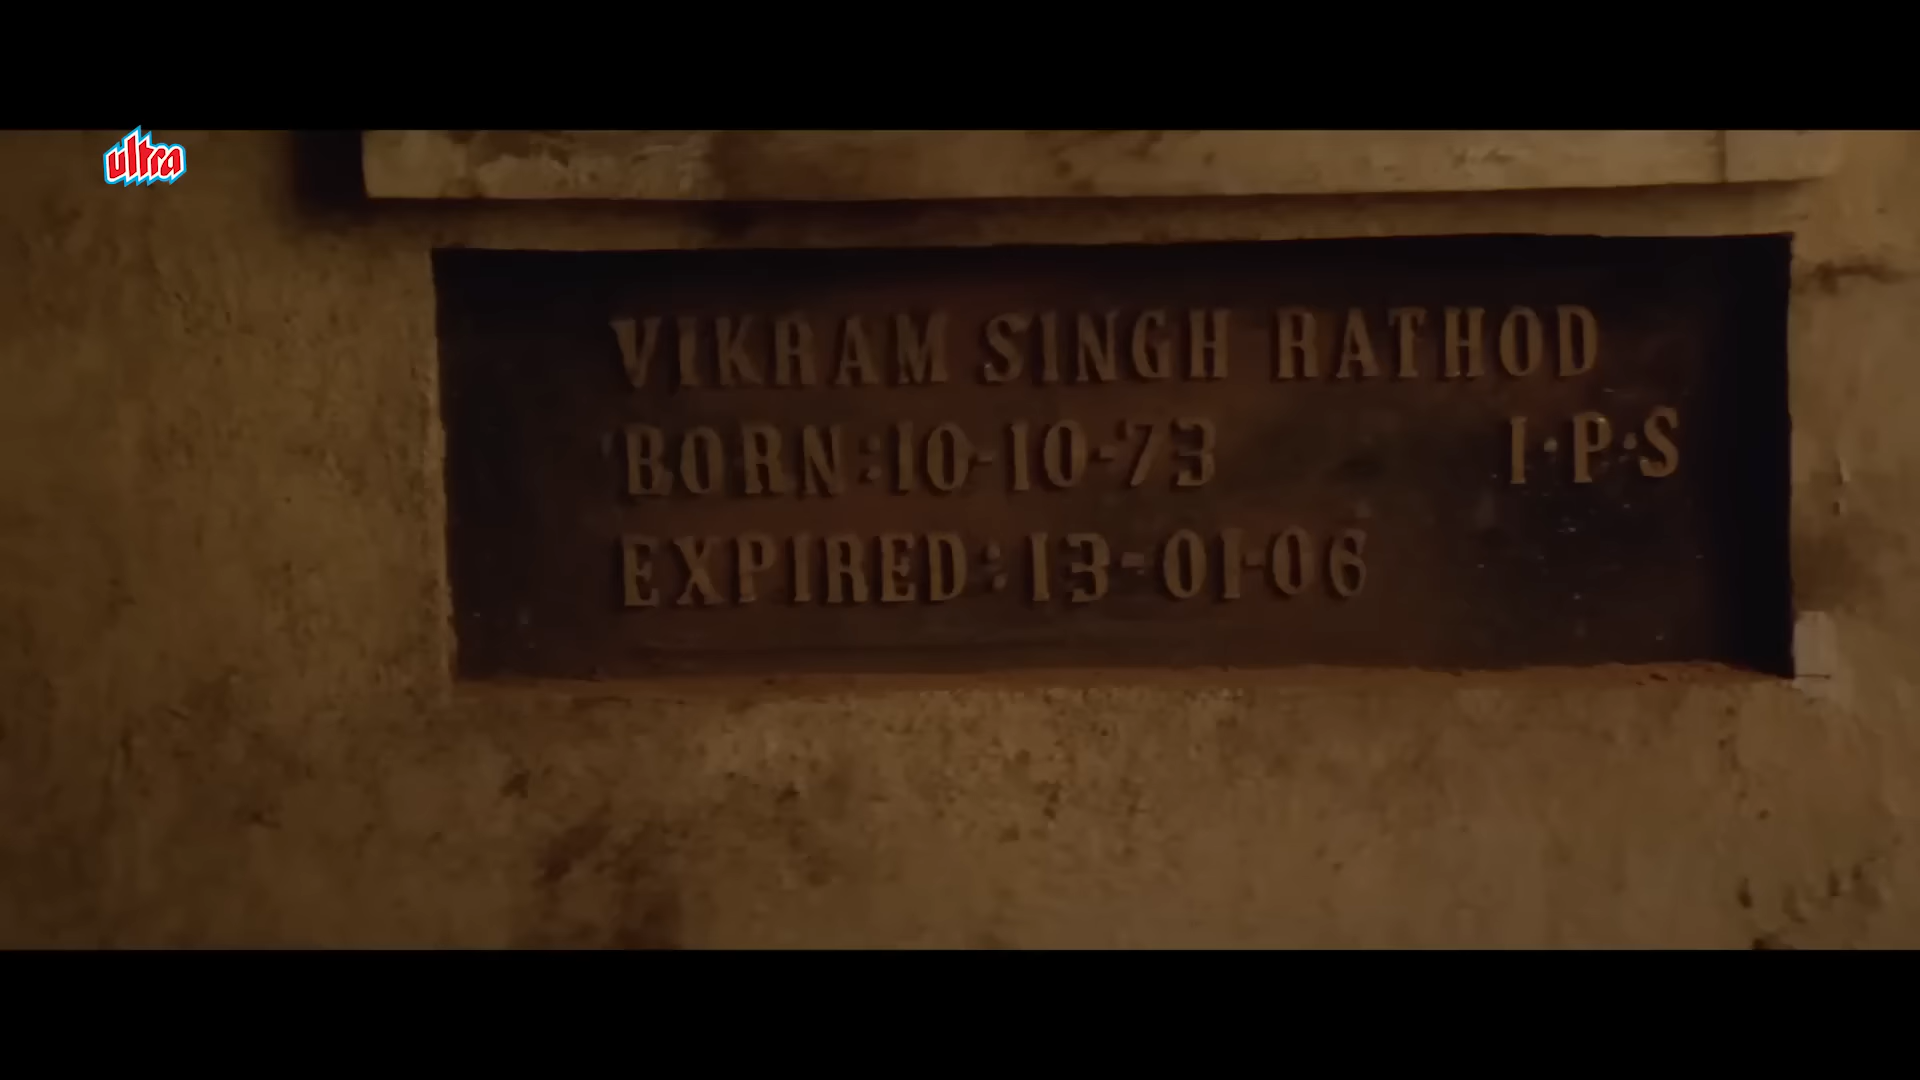 ultra
VIKRAM SINGH RATHOD
BORN:10-10-73 I·P·S
EXPIRED:13-01-06